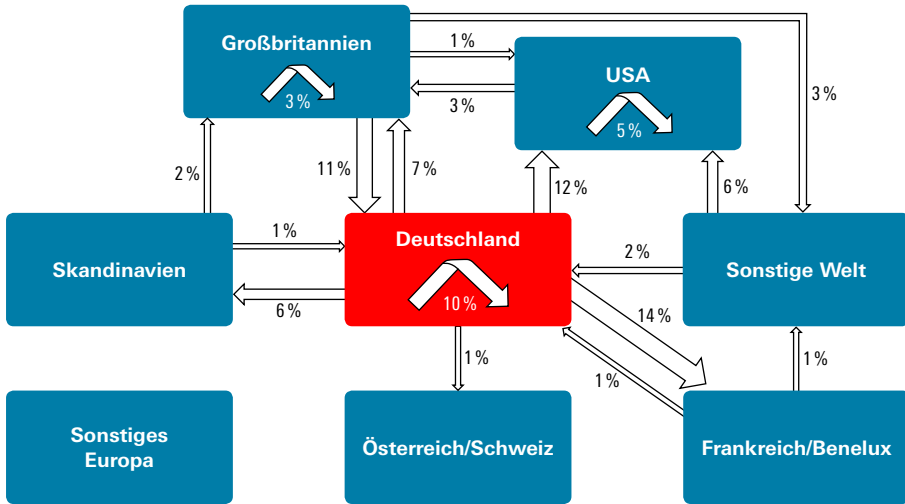 Großbritannien
3 %
1 %
3 %
USA
5 %
3 %
2 %
11 %
7 %
12 %
6 %
Skandinavien
1 %
6 %
Deutschland
10 %
2 %
Sonstige Welt
14 %
1 %
1 %
1 %
Sonstiges
Europa
Österreich/Schweiz
Frankreich/Benelux